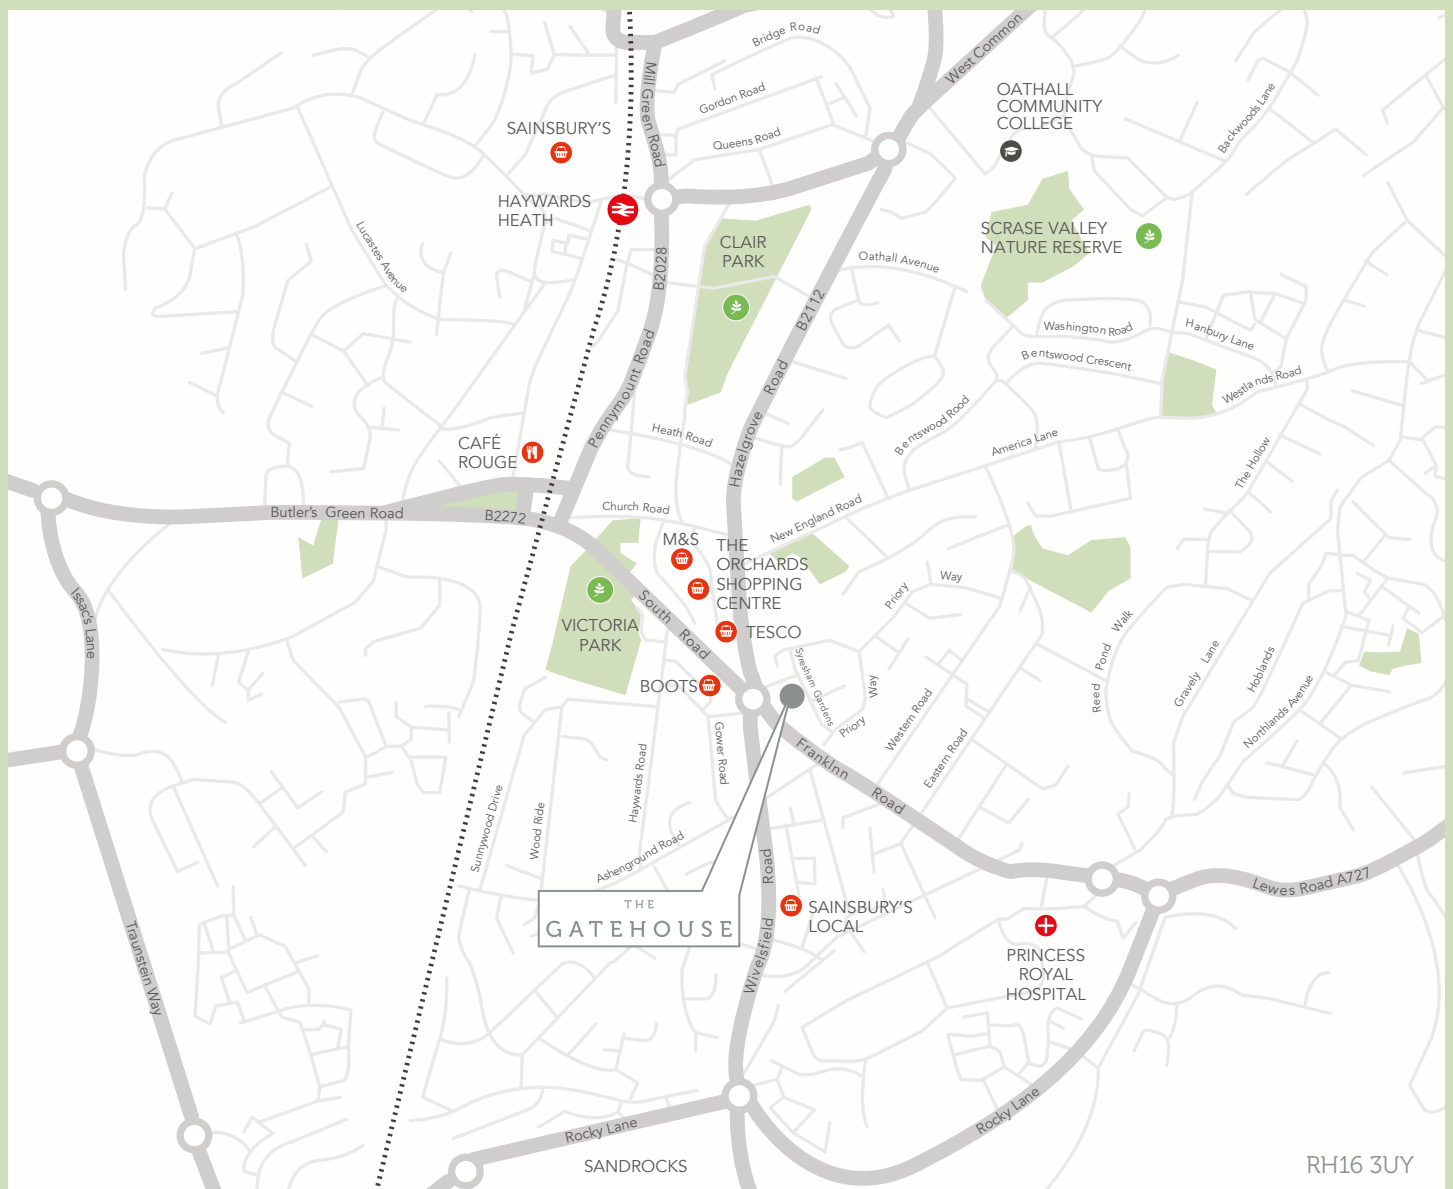 Bridge Road
West Common
Mill Green Road
Gordon Road
Queens Road
OATHALL
COMMUNITY
COLLEGE
Backwoods Lane
SAINSBURY'S
HAYWARDS
HEATH
Lucastes Avenue
CLAIR
PARK
SCRASE VALLEY
NATURE RESERVE
Oathall Avenue
B2028
B2112
Washington Road
Hanbury Lane
Bentswood Crescent
Westlands Road
Pennymount Road
Hazelgrove Road
Heath Road
Bentswood Rood
America Lane
The Hollow
CAFÉ
ROUGE
Butler's Green Road
B2272
Church Road
New England Road
M&S
THE
ORCHARDS
SHOPPING
CENTRE
TESCO
Priory Way
Issac's Lane
VICTORIA
PARK
South Road
BOOTS
Syresham Gardens
Priory Way
Western Road
Eastern Road
Reed Pond Walk
Gravely Lane
Hoblands
Northlands Avenue
Gower Road
Haywards Road
Franklnn Road
Sunnywood Drive
Wood Ride
Ashenground Road
Lewes Road A727
THE
GATEHOUSE
Wivelsfield Road
SAINSBURY'S
LOCAL
PRINCESS
ROYAL
HOSPITAL
Traunstein Way
Rocky Lane
Rocky Lane
SANDROCKS
RH16 3UY